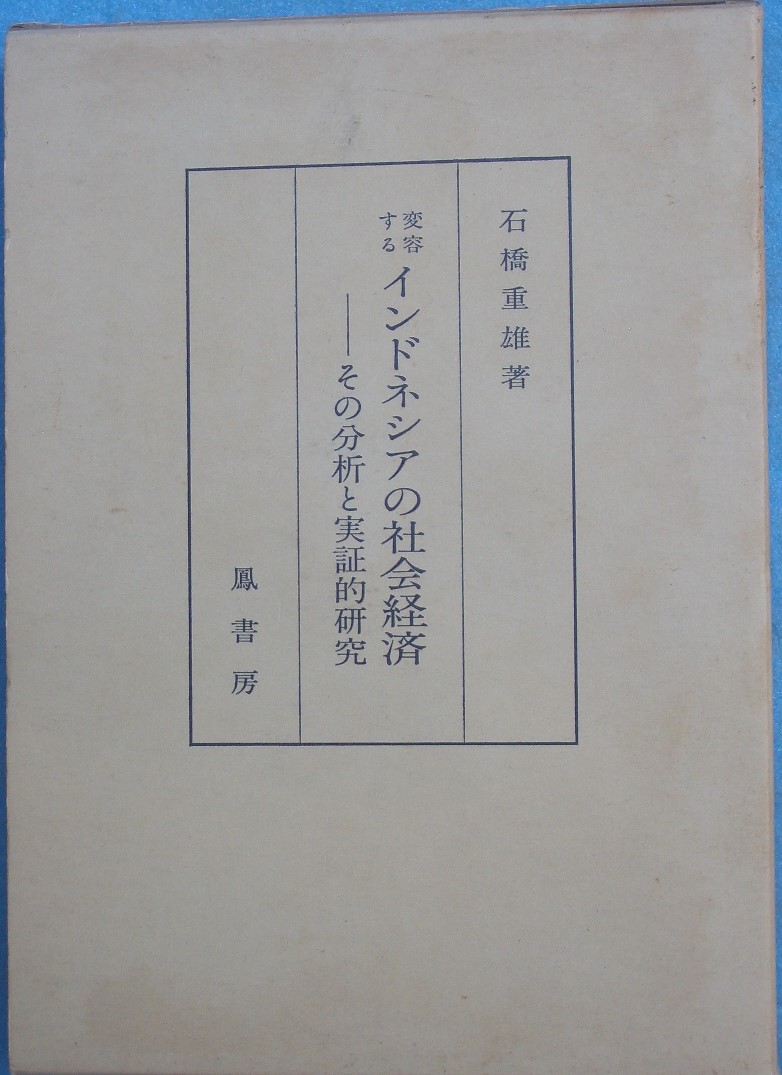 石橋重雄著
変容する
インドネシアの社会経済
――その分析と実証的研究
鳳書房